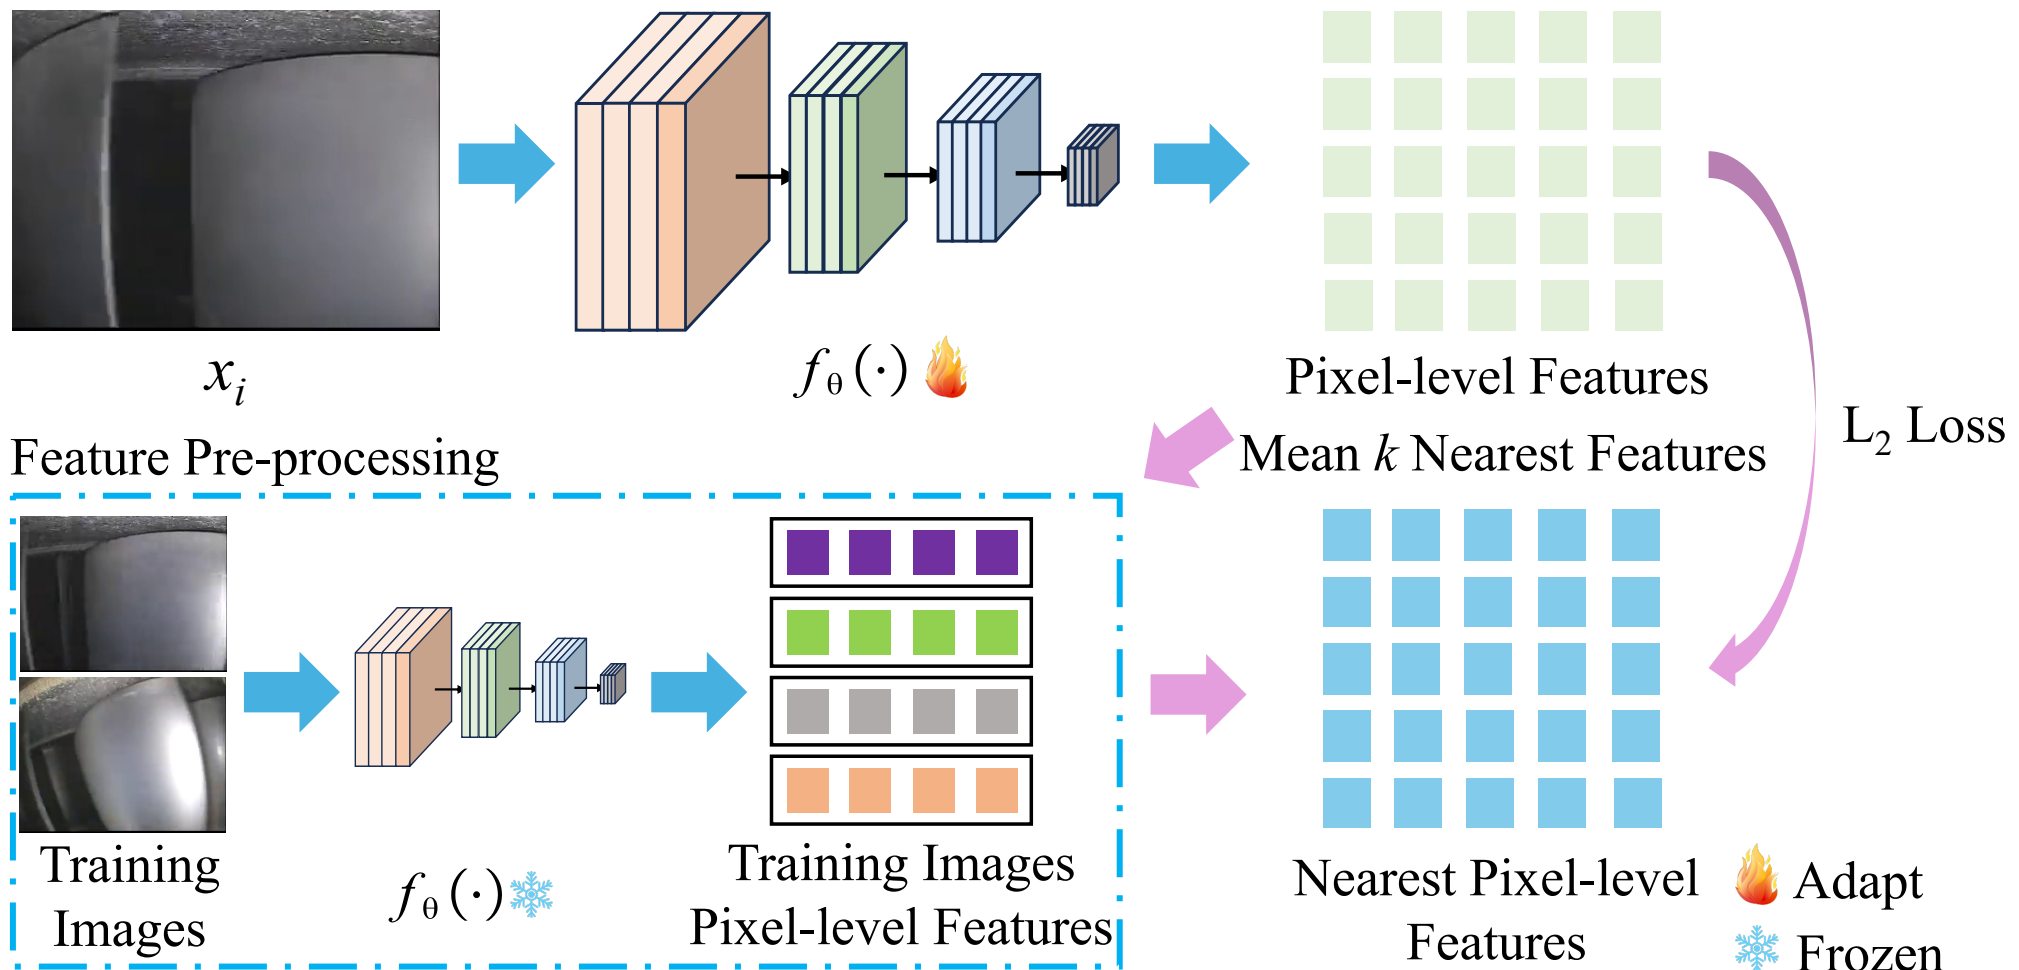 x_i
f_θ(·)
Pixel-level Features
Feature Pre-processing
Mean k Nearest Features
L₂ Loss
Training
Images
f_θ(·)
Training Images
Pixel-level Features
Nearest Pixel-level
Features
Adapt
Frozen